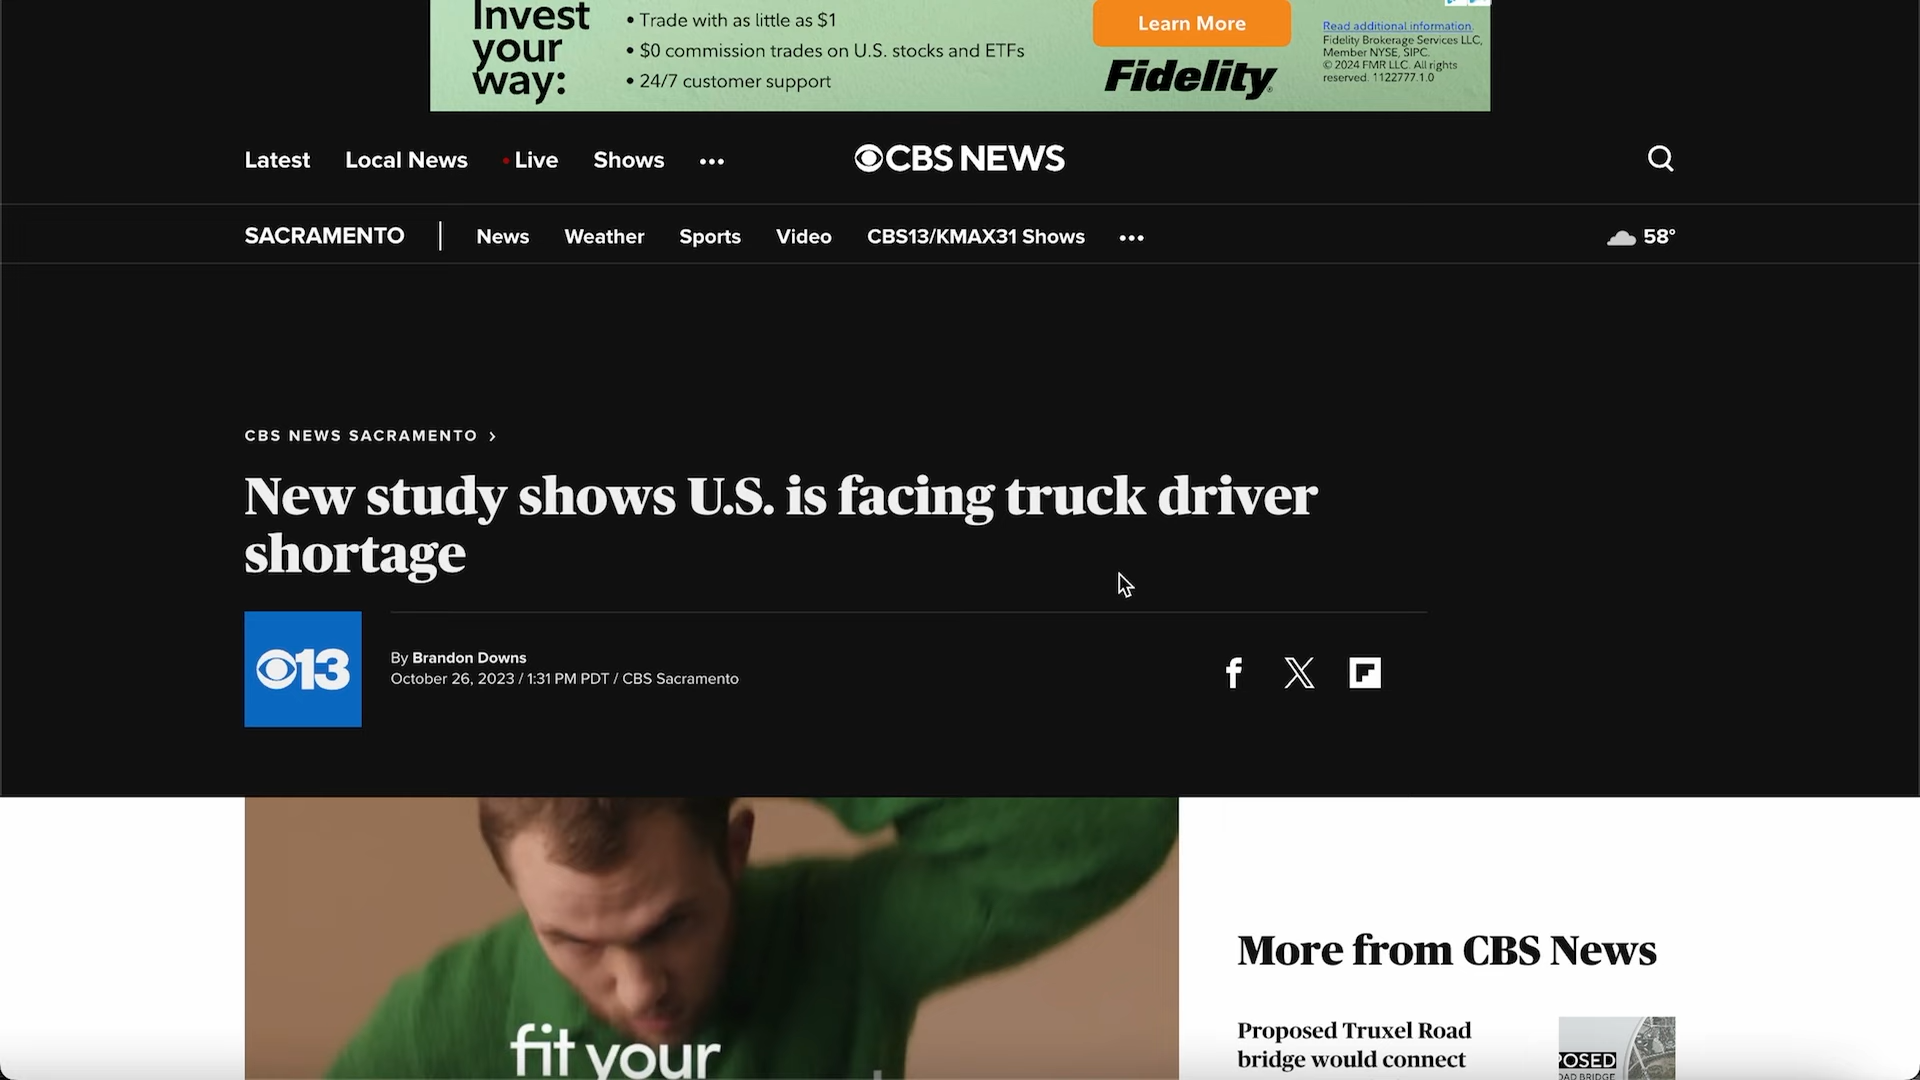 Invest
your
way:
• Trade with as little as $1
• $0 commission trades on U.S. stocks and ETFs
• 24/7 customer support
Learn More
Fidelity
Read additional information.
Fidelity Brokerage Services LLC,
Member NYSE, SIPC.
© 2024 FMR LLC. All rights
reserved. 1122777.1.0
Latest Local News Live Shows ••• CBS NEWS
SACRAMENTO | News Weather Sports Video CBS13/KMAX31 Shows ••• 58°
CBS NEWS SACRAMENTO >
New study shows U.S. is facing truck driver
shortage
13
By Brandon Downs
October 26, 2023 / 1:31 PM PDT / CBS Sacramento
fit your
More from CBS News
Proposed Truxel Road
bridge would connect
POSED
OAD BRIDGE